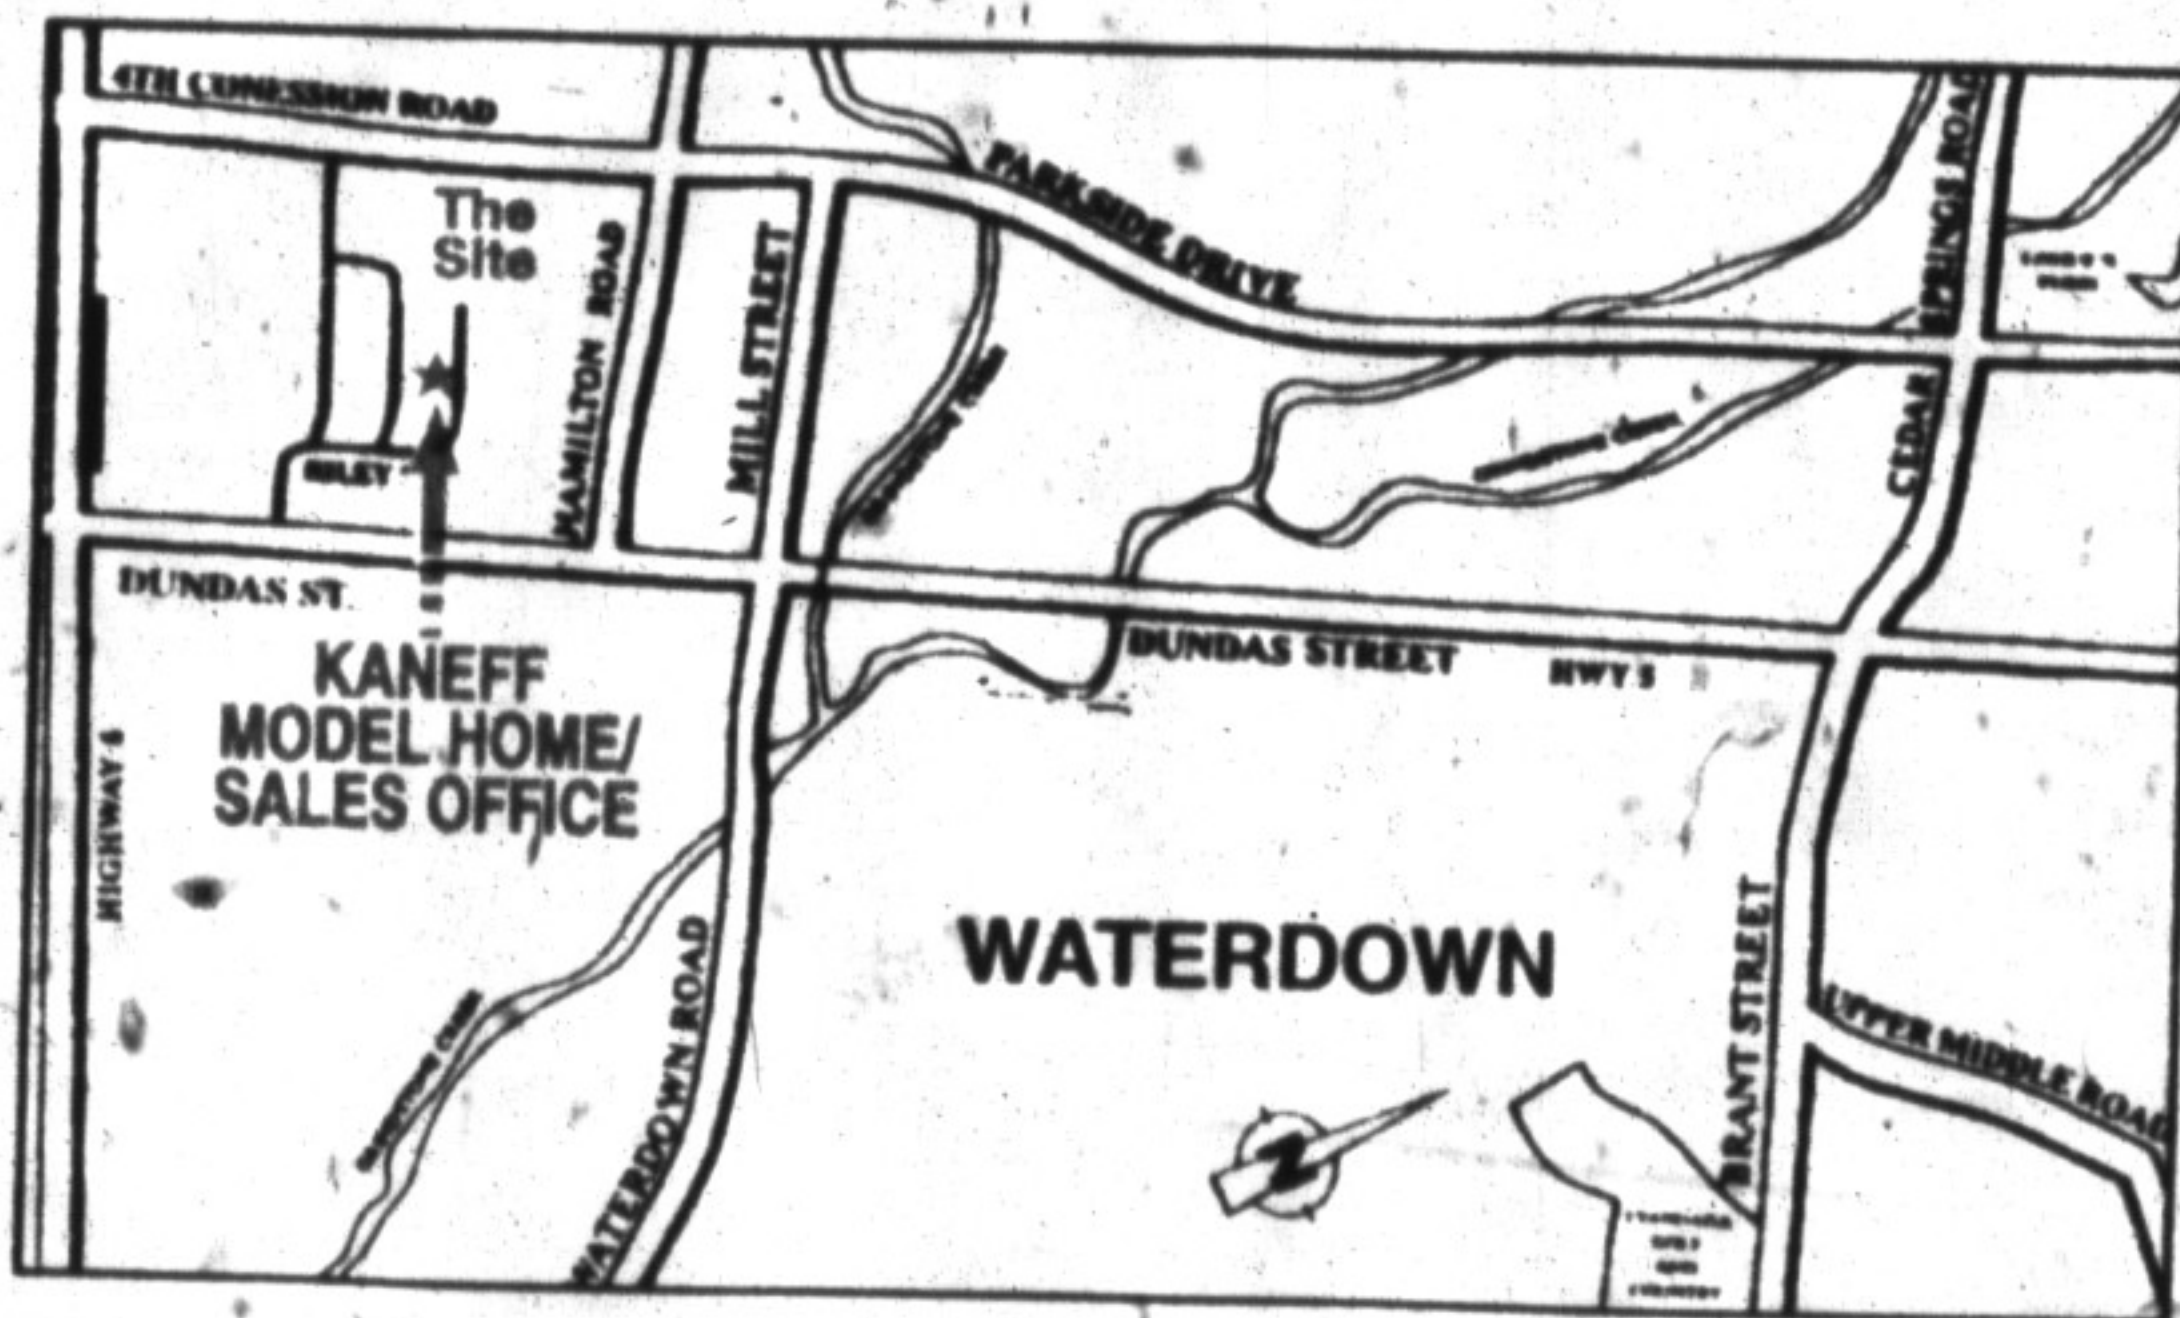 4TH CONESSION ROAD
PARKSIDE DRIVE
SPRINGS ROAD
The
Site
HAMILTON ROAD
MILL STREET
CEDAR
RILEY
DUNDAS ST.
DUNDAS STREET
HWY 5
KANEFF
MODEL HOME/
SALES OFFICE
HIGHWAY 6
WATERDOWN ROAD
WATERDOWN
BRANT STREET
UPPER MIDDLE ROAD